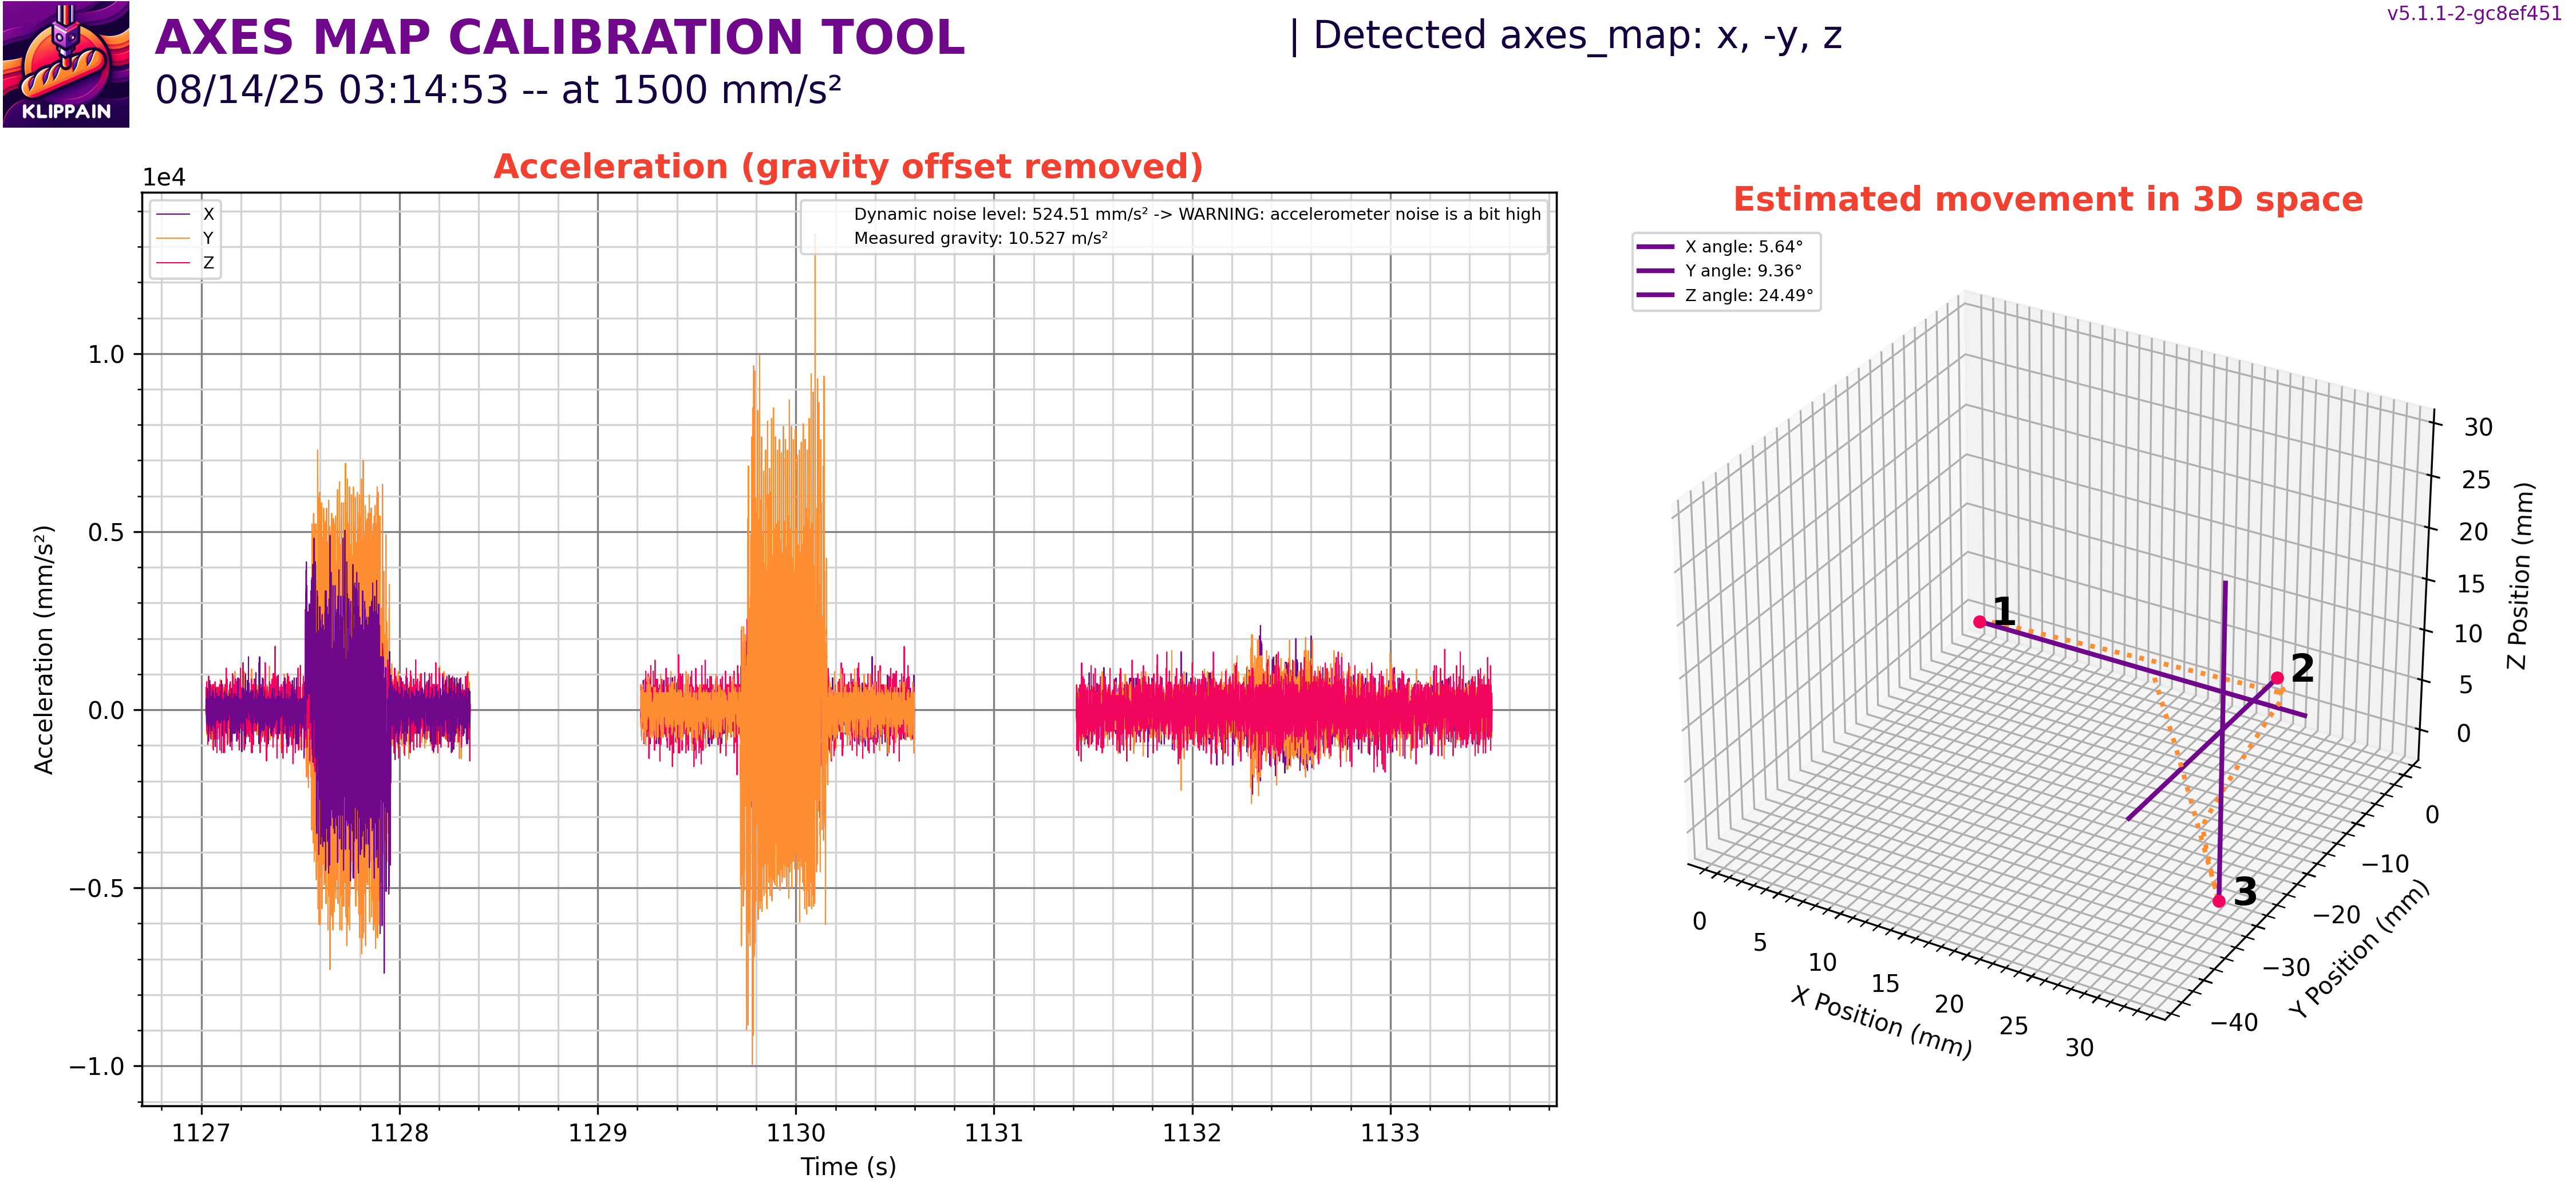 KLIPPAIN
AXES MAP CALIBRATION TOOL
08/14/25 03:14:53 -- at 1500 mm/s²
| Detected axes_map: x, -y, z
v5.1.1-2-gc8ef451
Acceleration (gravity offset removed)
1e4
X
Y
Z
Dynamic noise level: 524.51 mm/s² -> WARNING: accelerometer noise is a bit high
Measured gravity: 10.527 m/s²
1.0
0.5
0.0
−0.5
−1.0
Acceleration (mm/s²)
1127 1128 1129 1130 1131 1132 1133
Time (s)
Estimated movement in 3D space
X angle: 5.64°
Y angle: 9.36°
Z angle: 24.49°
1
2
3
30
25
20
15
10
5
0
Z Position (mm)
0
−10
−20
−30
−40
Y Position (mm)
0
5
10
15
20
25
30
X Position (mm)